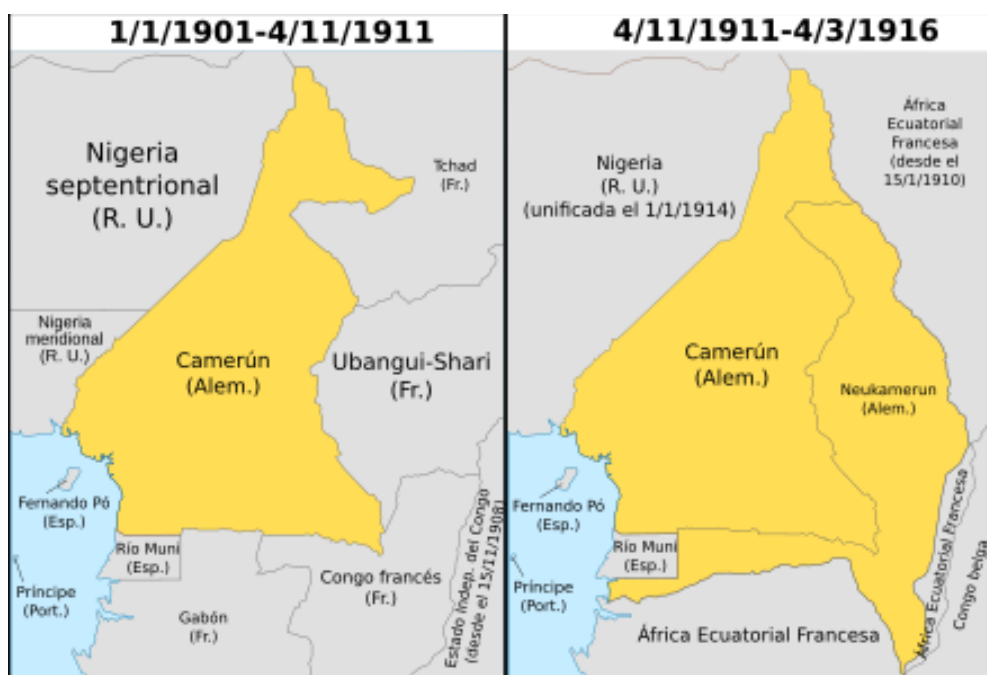 1/1/1901-4/11/1911
Nigeria
septentrional
(R. U.)
Tchad
(Fr.)
Nigeria
meridional
(R. U.)
Camerún
(Alem.)
Ubangui-Shari
(Fr.)
Fernando Pó
(Esp.)
Río Muni
(Esp.)
Príncipe
(Port.)
Gabón
(Fr.)
Congo francés
(Fr.)
Estado Indep. del Congo
(desde el 15/11/1908)
4/11/1911-4/3/1916
África
Ecuatorial
Francesa
(desde el
15/1/1910)
Nigeria
(R. U.)
(unificada el 1/1/1914)
Camerún
(Alem.)
Neukamerun
(Alem.)
Fernando Pó
(Esp.)
Río Muni
(Esp.)
Príncipe
(Port.)
África Ecuatorial Francesa
África Ecuatorial Francesa
Congo belga